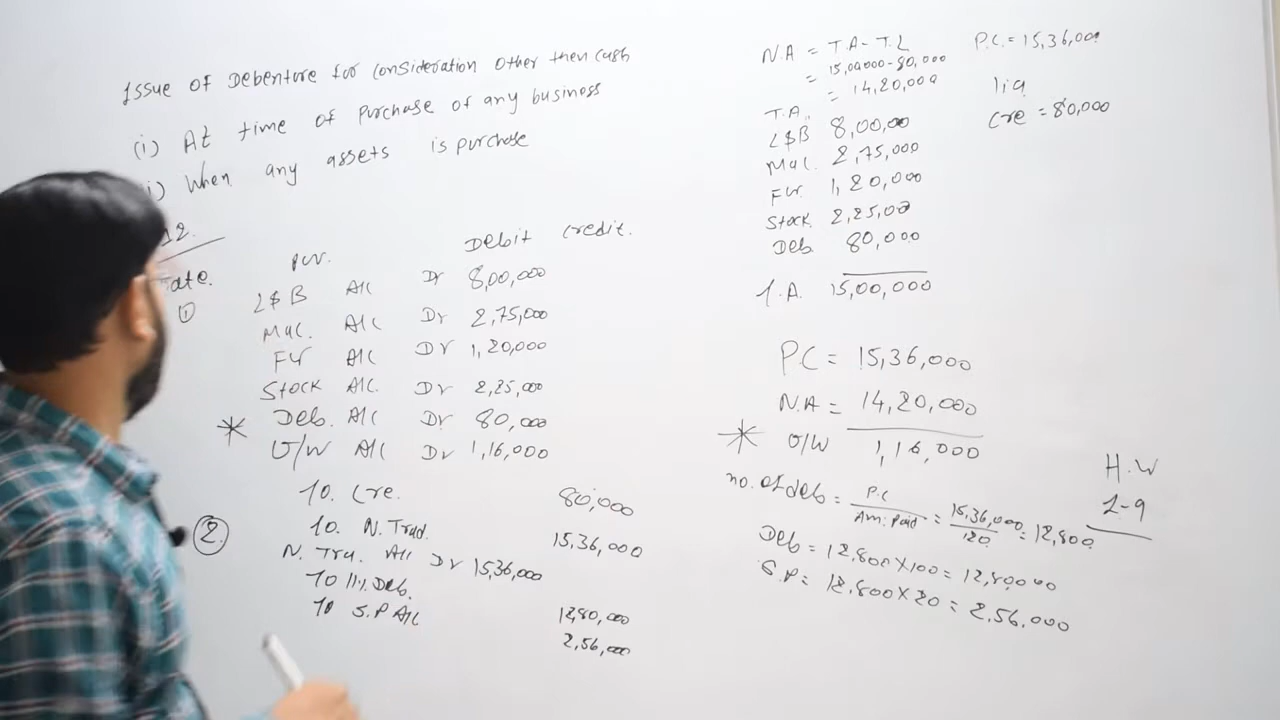 Issue of Debenture for Consideration Other then Cash
(i) At time of Purchase of any business
i) When any assets is purchase
12.
ate. par. Debit credit.
① L$B A/C Dr 8,00,000
Mac. A/C Dr 2,75,000
Fur A/C Dr 1,20,000
Stock A/C. Dr 2,25,000
Deb. A/C Dr 80,000
* G/W A/C Dr 1,16,000
To. Cre. 80,000
To. N. Trad. 15,36,000
② N. Tra. A/C Dr 15,36,000
To 11% Deb. 12,80,000
To S.P A/C 2,56,000
N.A = T.A - T.L
= 15,00,000 - 80,000
= 14,20,000
T.A.
L$B 8,00,000
Mac. 2,75,000
Fur. 1,20,000
Stock 2,25,000
Deb. 80,000
T.A. 15,00,000
P.C. = 15,36,000
liq
Cre = 80,000
P.C = 15,36,000
N.A = 14,20,000
* G/W 1,16,000
no. of deb = P.C / Am. Paid = 15,36,000 / 120 = 12,800
Deb = 12,800 X 100 = 12,80,000
S.P = 12,800 X 20 = 2,56,000
H.W
1-9